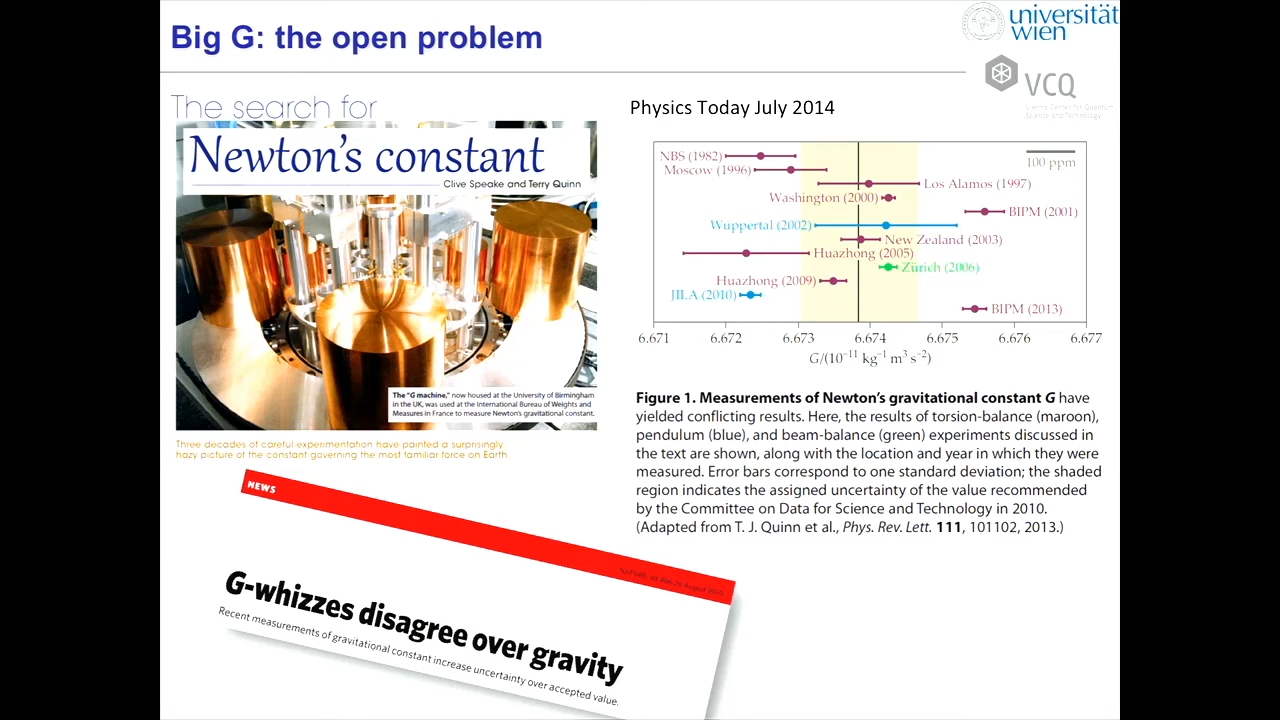 Big G: the open problem
universität
wien
VCQ
Vienna Center for Quantum
Science and Technology
The search for
Newton's constant
Clive Speake and Terry Quinn
The "G machine," now housed at the University of Birmingham
in the UK, was used at the International Bureau of Weights and
Measures in France to measure Newton's gravitational constant.
Three decades of careful experimentation have painted a surprisingly
hazy picture of the constant governing the most familiar force on Earth
Physics Today July 2014
100 ppm
NBS (1982)
Moscow (1996)
Los Alamos (1997)
Washington (2000)
BIPM (2001)
Wuppertal (2002)
New Zealand (2003)
Huazhong (2005)
Zürich (2006)
Huazhong (2009)
JILA (2010)
BIPM (2013)
6.671 6.672 6.673 6.674 6.675 6.676 6.677
G/(10⁻¹¹ kg⁻¹ m³ s⁻²)
Figure 1. Measurements of Newton's gravitational constant G have
yielded conflicting results. Here, the results of torsion-balance (maroon),
pendulum (blue), and beam-balance (green) experiments discussed in
the text are shown, along with the location and year in which they were
measured. Error bars correspond to one standard deviation; the shaded
region indicates the assigned uncertainty of the value recommended
by the Committee on Data for Science and Technology in 2010.
(Adapted from T. J. Quinn et al., Phys. Rev. Lett. 111, 101102, 2013.)
NEWS
G-whizzes disagree over gravity
Recent measurements of gravitational constant increase uncertainty over accepted value.